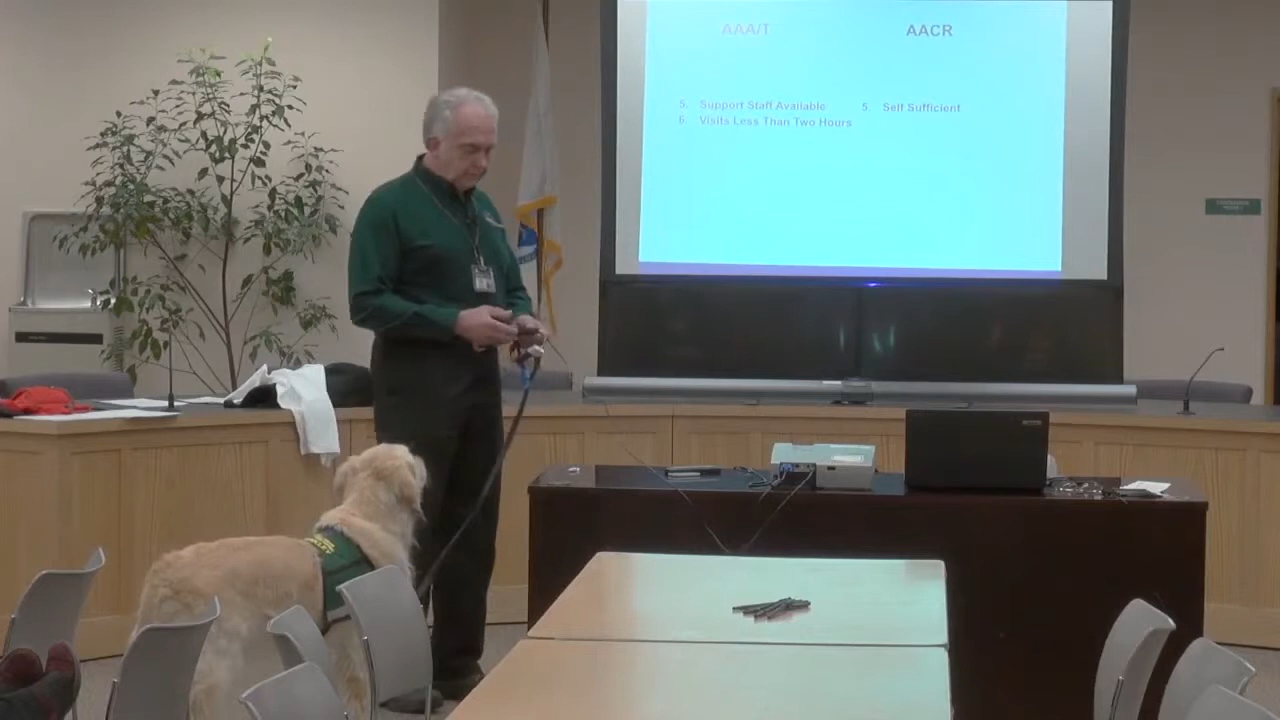 AAA/T AACR
5. Support Staff Available 5. Self Sufficient
6. Visits Less Than Two Hours